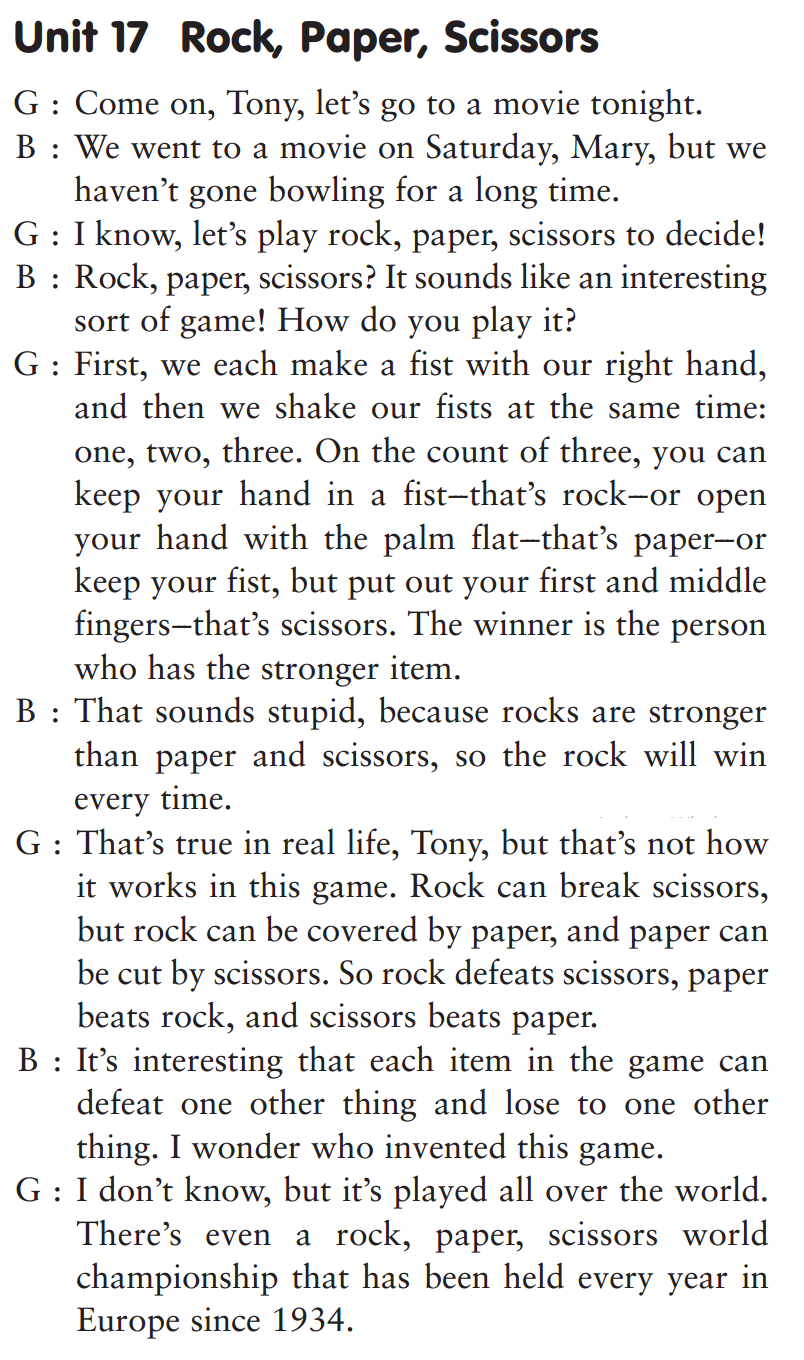 Unit 17 Rock, Paper, Scissors
G : Come on, Tony, let's go to a movie tonight.
B : We went to a movie on Saturday, Mary, but we
haven't gone bowling for a long time.
G : I know, let's play rock, paper, scissors to decide!
B : Rock, paper, scissors? It sounds like an interesting
sort of game! How do you play it?
G : First, we each make a fist with our right hand,
and then we shake our fists at the same time:
one, two, three. On the count of three, you can
keep your hand in a fist–that's rock–or open
your hand with the palm flat–that's paper–or
keep your fist, but put out your first and middle
fingers–that's scissors. The winner is the person
who has the stronger item.
B : That sounds stupid, because rocks are stronger
than paper and scissors, so the rock will win
every time.
G : That's true in real life, Tony, but that's not how
it works in this game. Rock can break scissors,
but rock can be covered by paper, and paper can
be cut by scissors. So rock defeats scissors, paper
beats rock, and scissors beats paper.
B : It's interesting that each item in the game can
defeat one other thing and lose to one other
thing. I wonder who invented this game.
G : I don't know, but it's played all over the world.
There's even a rock, paper, scissors world
championship that has been held every year in
Europe since 1934.